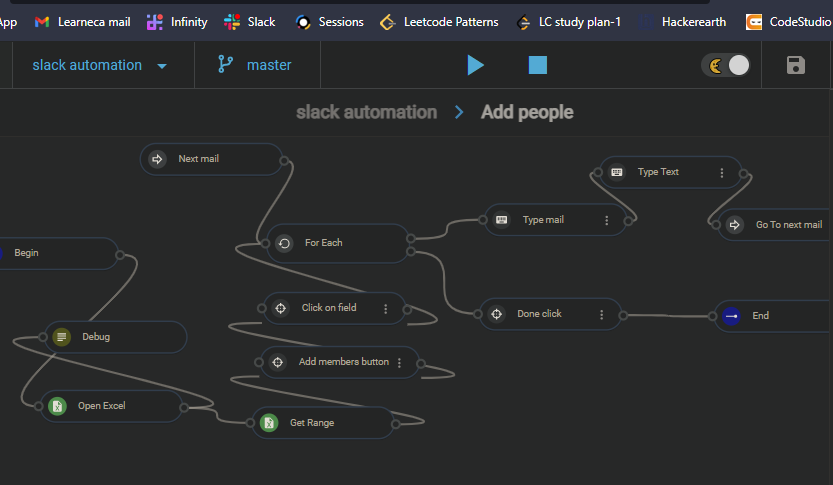 App Learneca mail Infinity Slack Sessions Leetcode Patterns LC study plan-1 Hackerearth CodeStudio
slack automation master
slack automation > Add people
Next mail
Type Text
Type mail
Go To next mail
For Each
Begin
Click on field
Done click
End
Debug
Add members button
Open Excel
Get Range